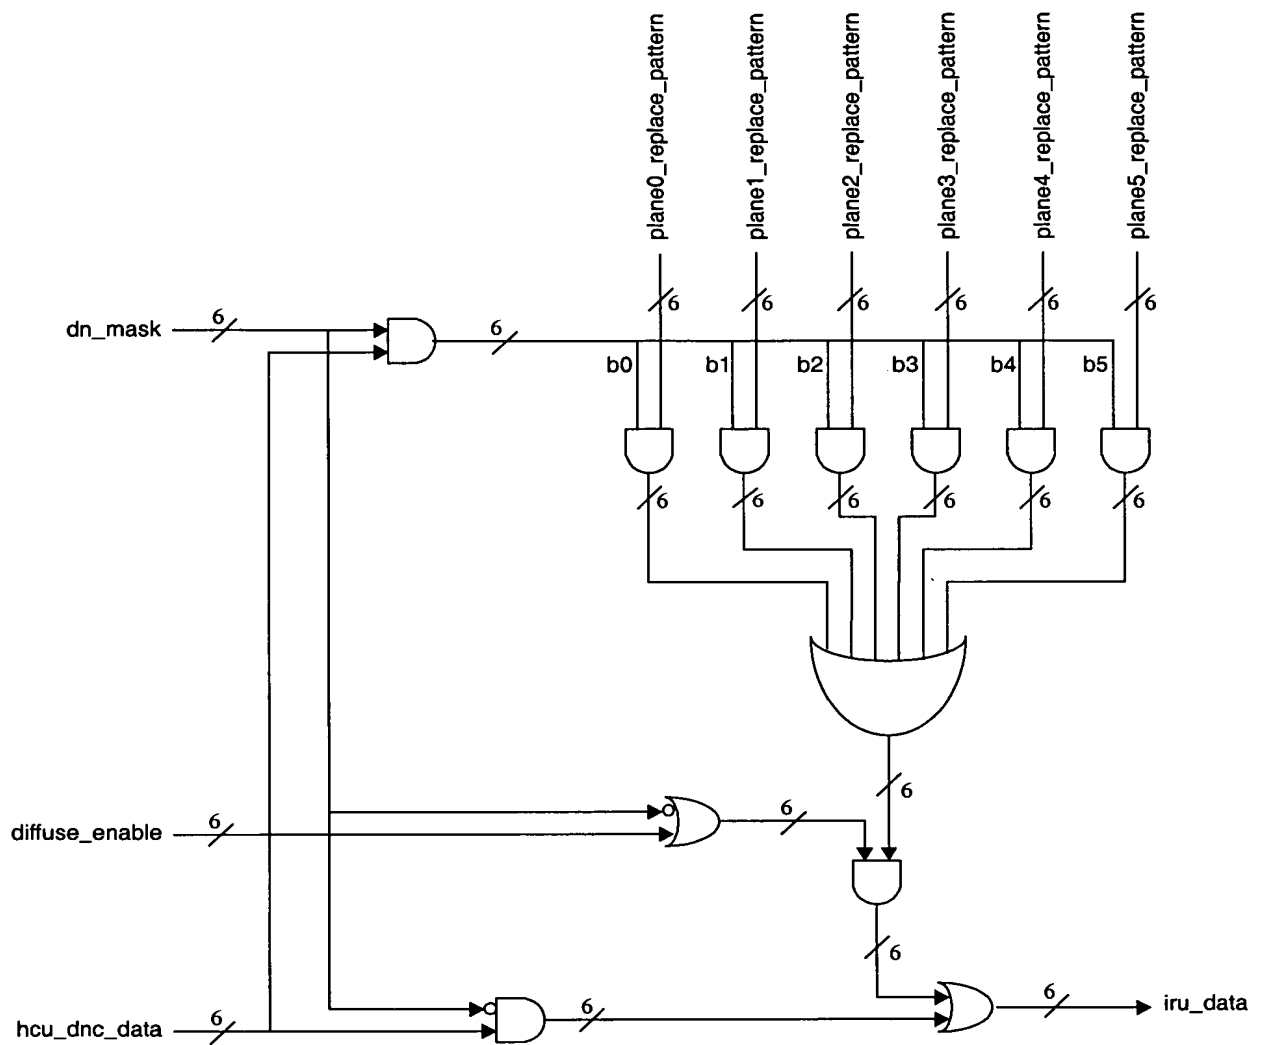 plane0_replace_pattern
plane1_replace_pattern
plane2_replace_pattern
plane3_replace_pattern
plane4_replace_pattern
plane5_replace_pattern
6
6
6
6
6
6
dn_mask
6
6
b0
b1
b2
b3
b4
b5
6
6
6
6
6
6
6
diffuse_enable
6
6
6
hcu_dnc_data
6
6
6
iru_data